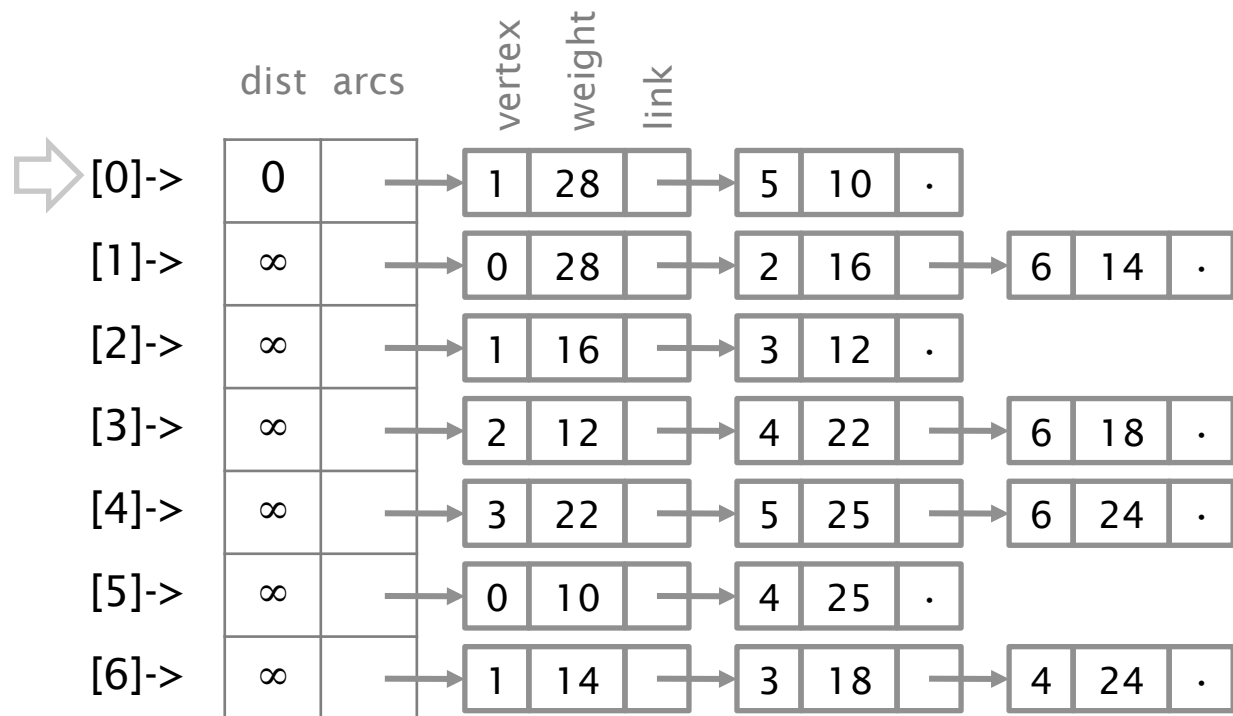 dist arcs vertex weight link
[0]-> 0 1 28 5 10 .
[1]-> ∞ 0 28 2 16 6 14 .
[2]-> ∞ 1 16 3 12 .
[3]-> ∞ 2 12 4 22 6 18 .
[4]-> ∞ 3 22 5 25 6 24 .
[5]-> ∞ 0 10 4 25 .
[6]-> ∞ 1 14 3 18 4 24 .